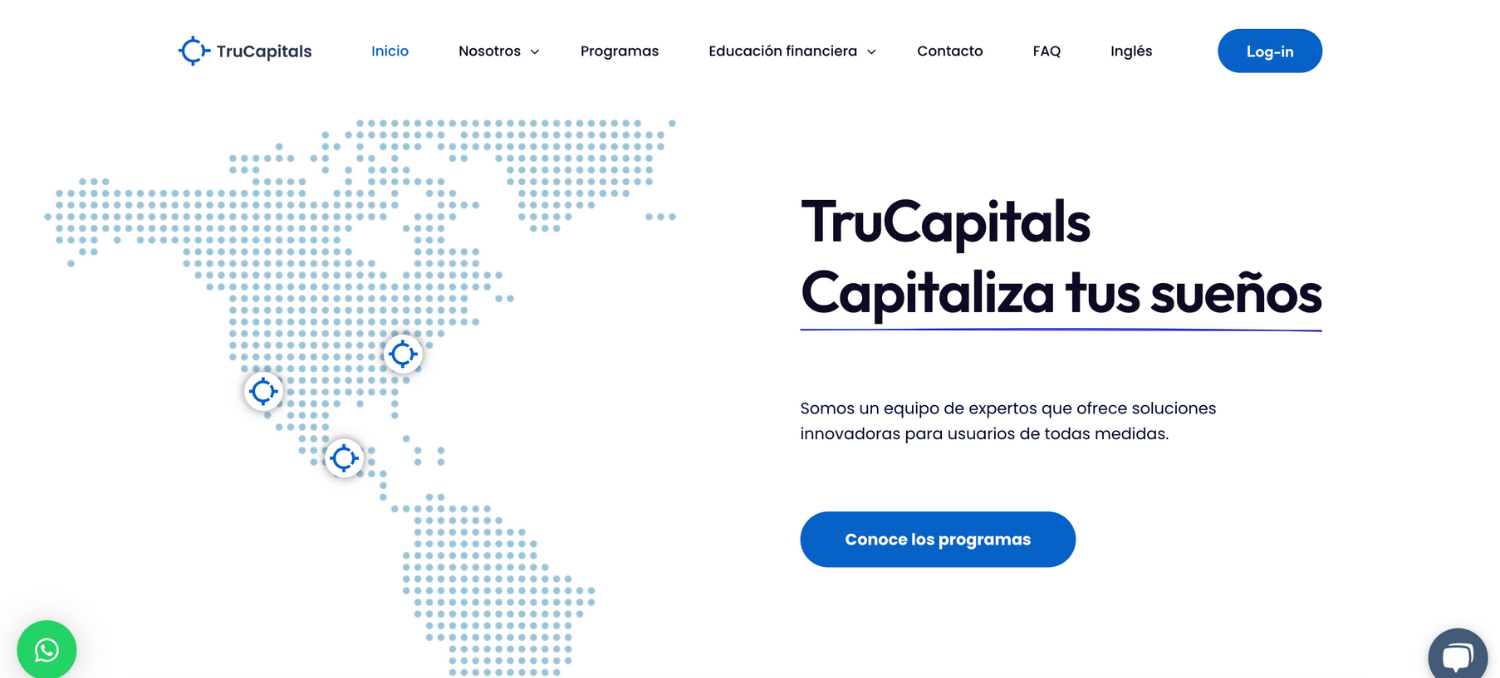 TruCapitals
Inicio
Nosotros
Programas
Educación financiera
Contacto
FAQ
Inglés
Log-in
TruCapitals
Capitaliza tus sueños
Somos un equipo de expertos que ofrece soluciones
innovadoras para usuarios de todas medidas.
Conoce los programas